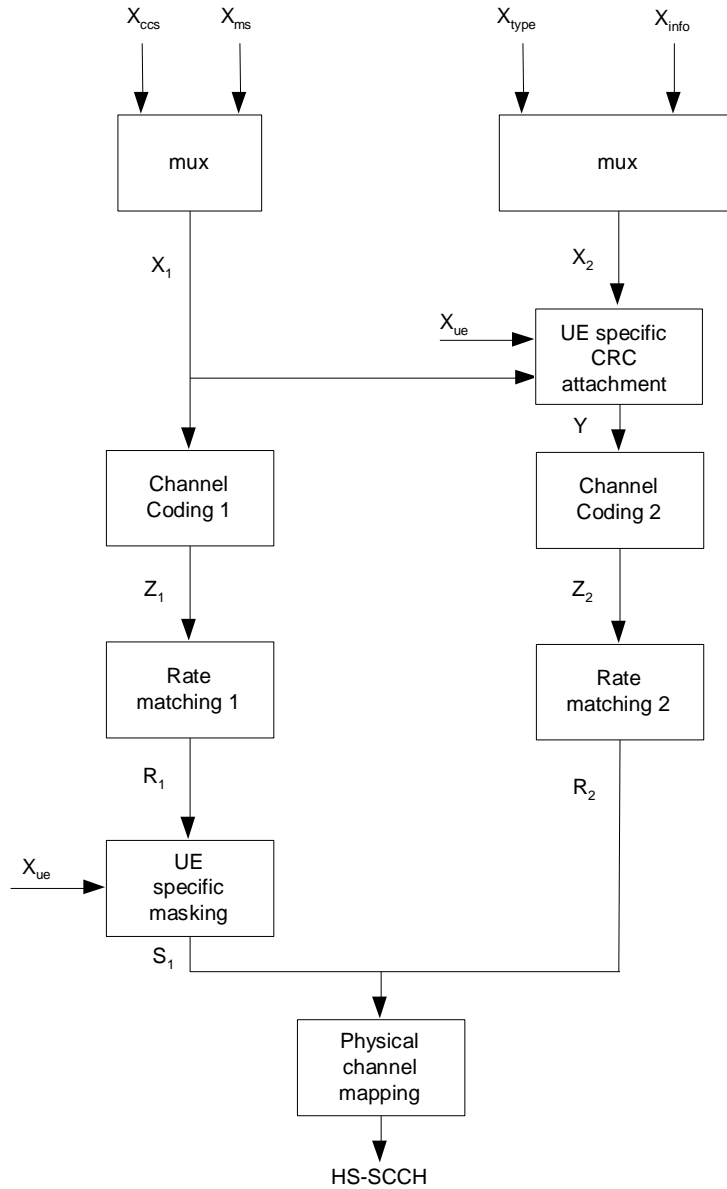 Xccs
Xms
Xtype
Xinfo
mux
mux
X1
X2
Xue
UE specific
CRC
attachment
Y
Channel
Coding 1
Channel
Coding 2
Z1
Z2
Rate
matching 1
Rate
matching 2
R1
R2
Xue
UE
specific
masking
S1
Physical
channel
mapping
HS-SCCH